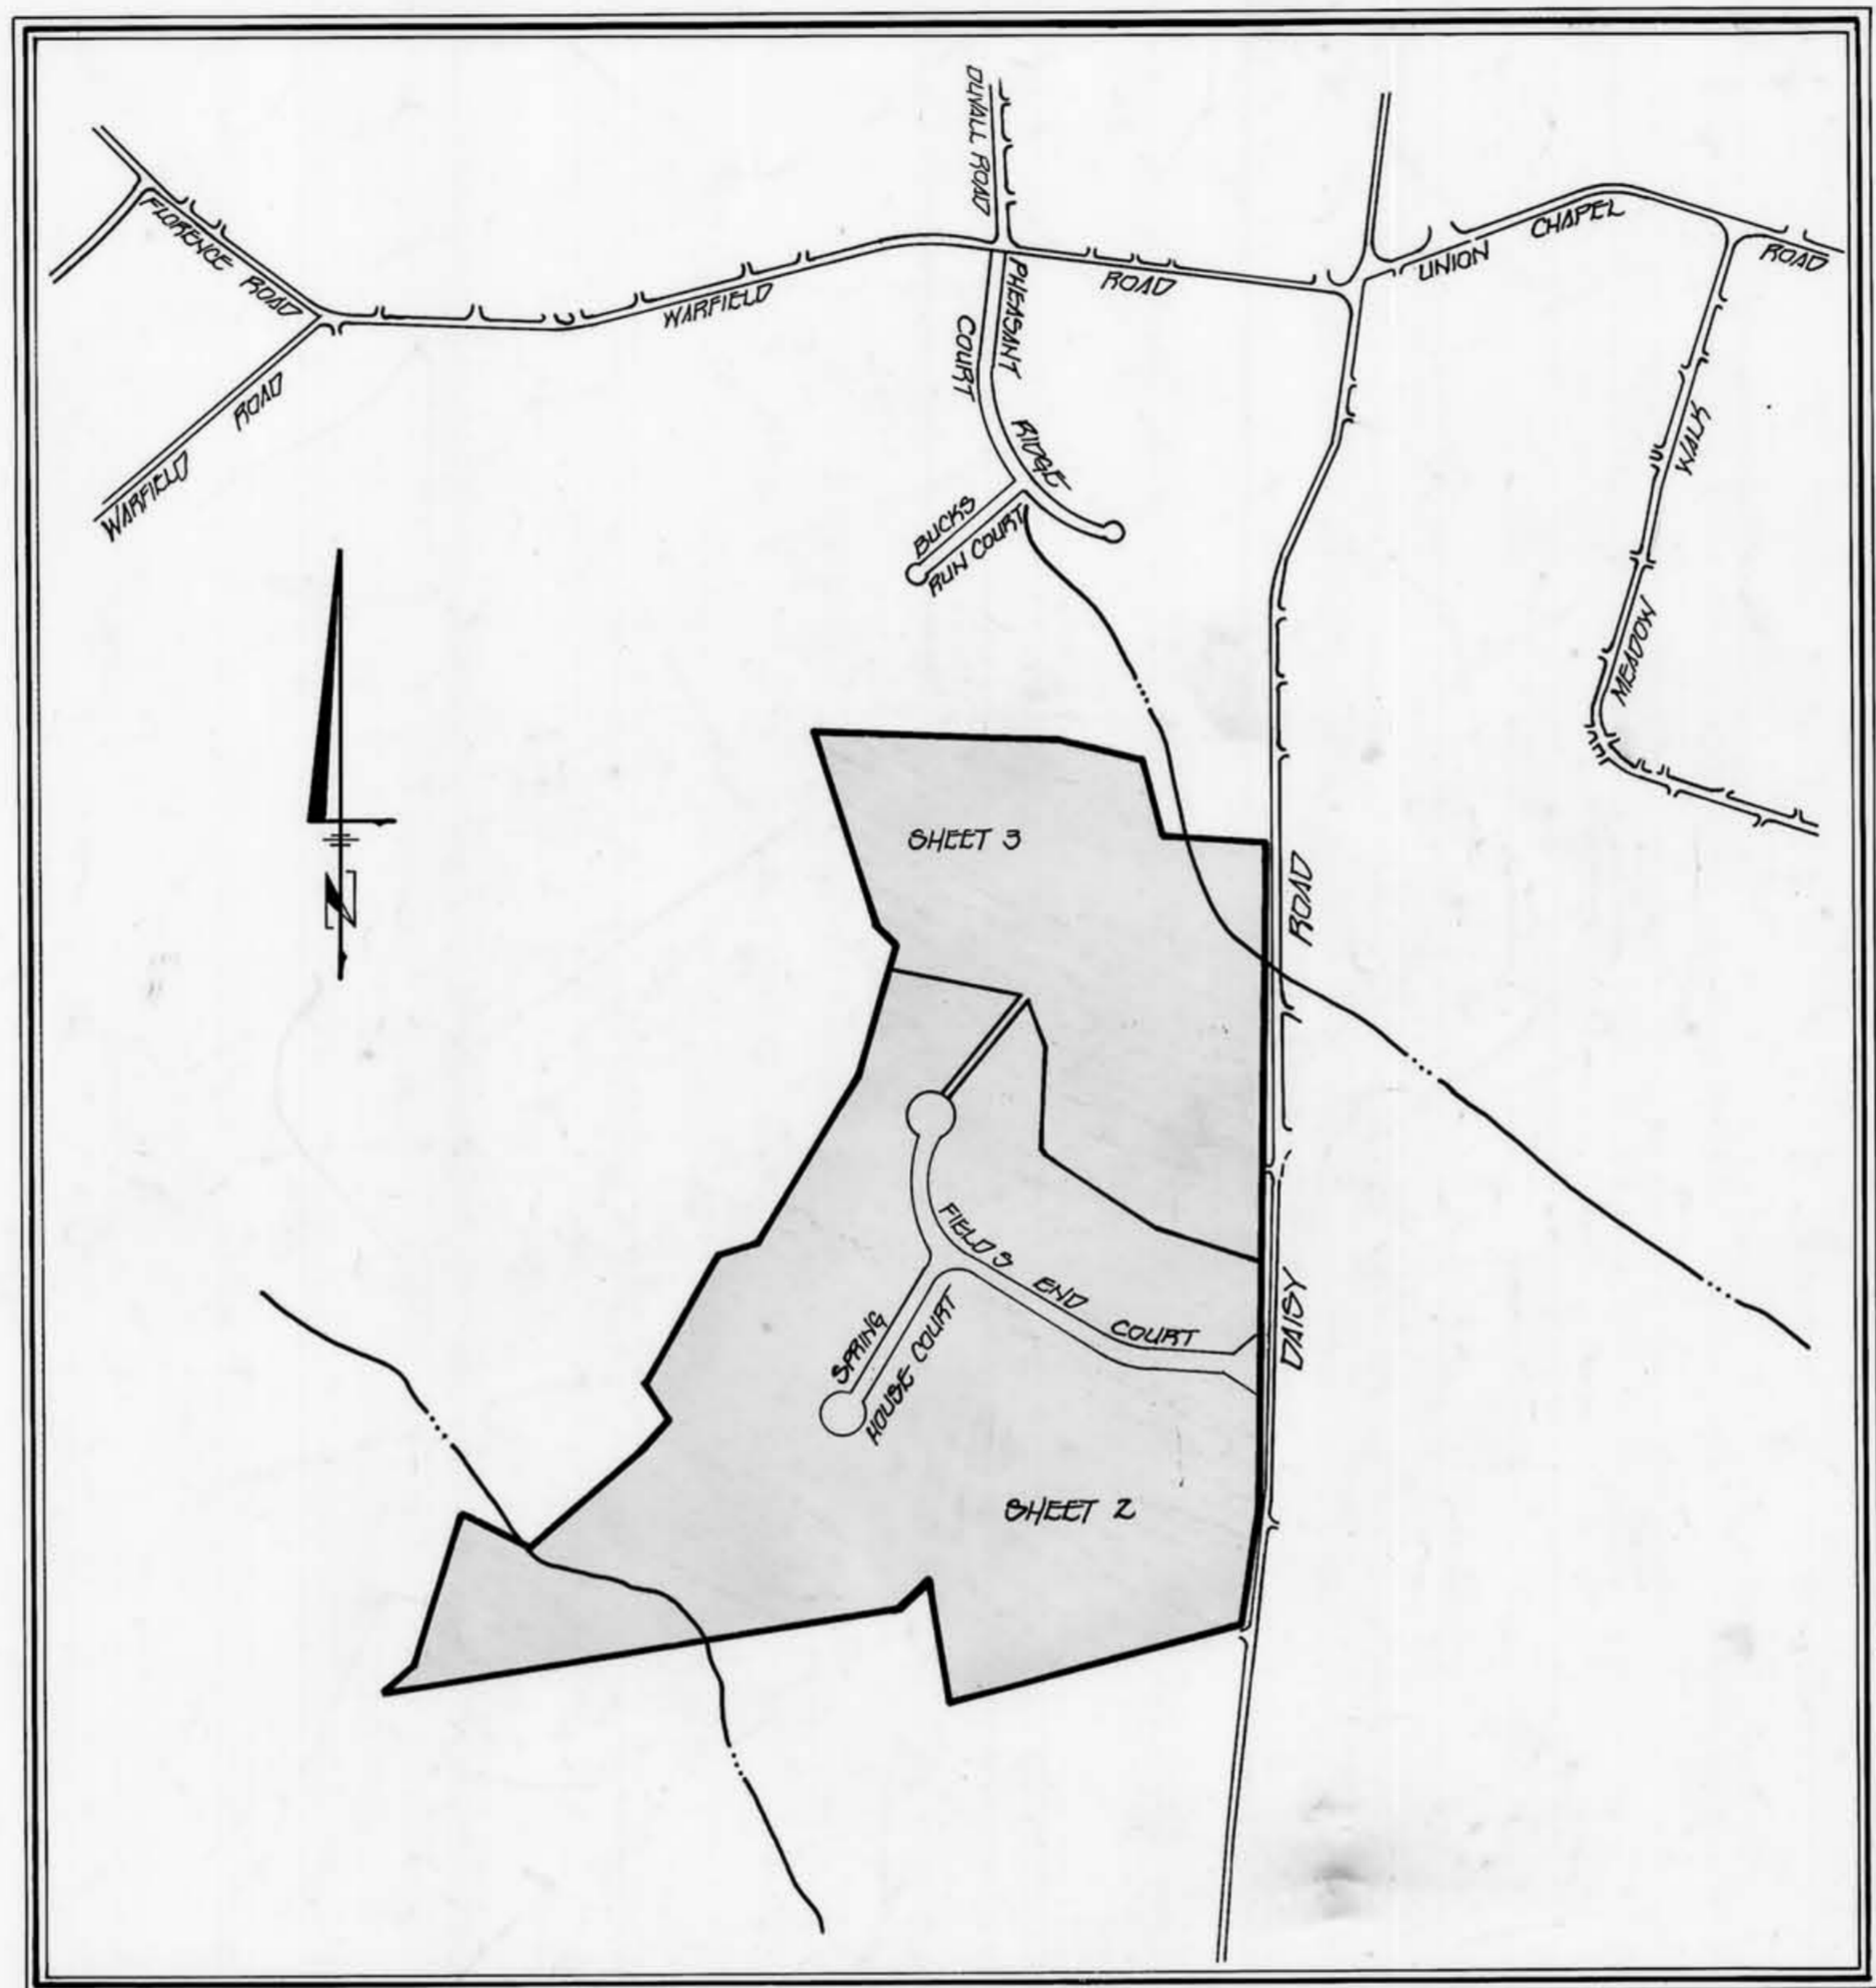 DUVALL ROAD
FLORENCE ROAD
WARFIELD ROAD
UNION CHAPEL ROAD
WARFIELD ROAD
PHEASANT RIDGE
COURT
BUCKS
RUN COURT
MEADOW WALK
SHEET 3
N
DAISY ROAD
FIELDS END COURT
SPRING
HOUSE COURT
SHEET 2